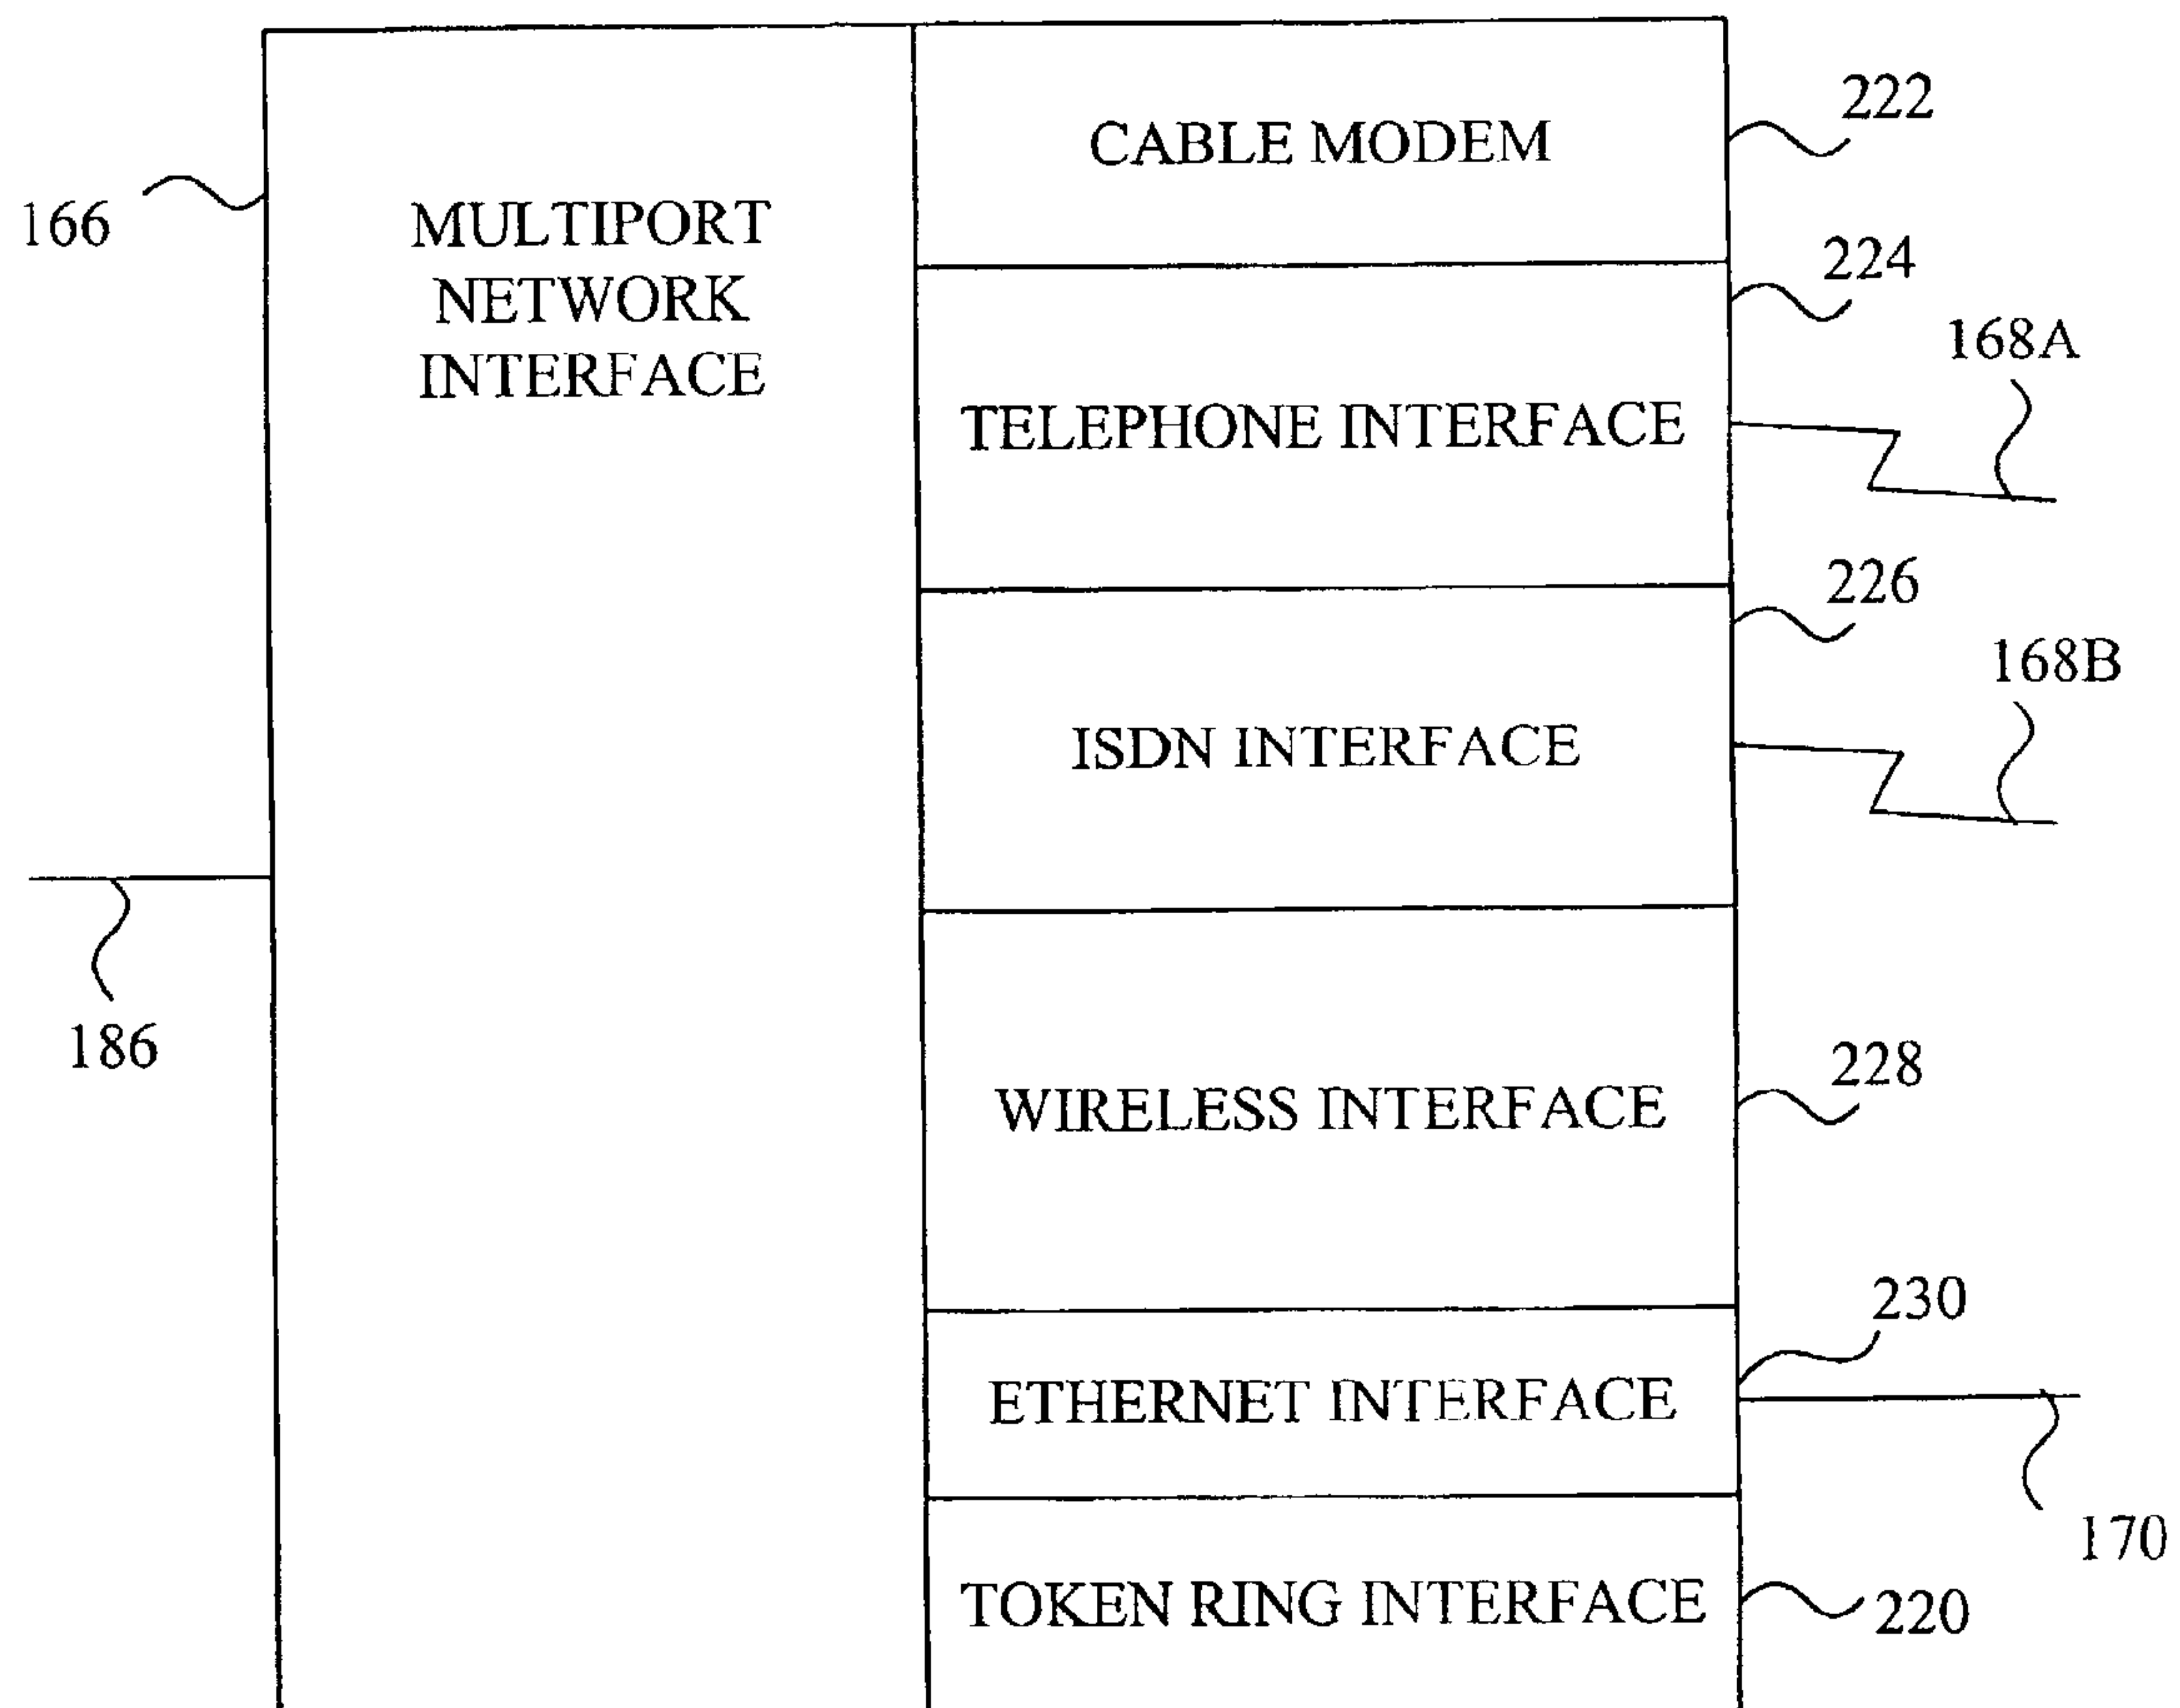 222
CABLE MODEM
166
MULTIPORT
NETWORK
INTERFACE
224
168A
TELEPHONE INTERFACE
226
168B
ISDN INTERFACE
186
228
WIRELESS INTERFACE
230
ETHERNET INTERFACE
170
TOKEN RING INTERFACE
220